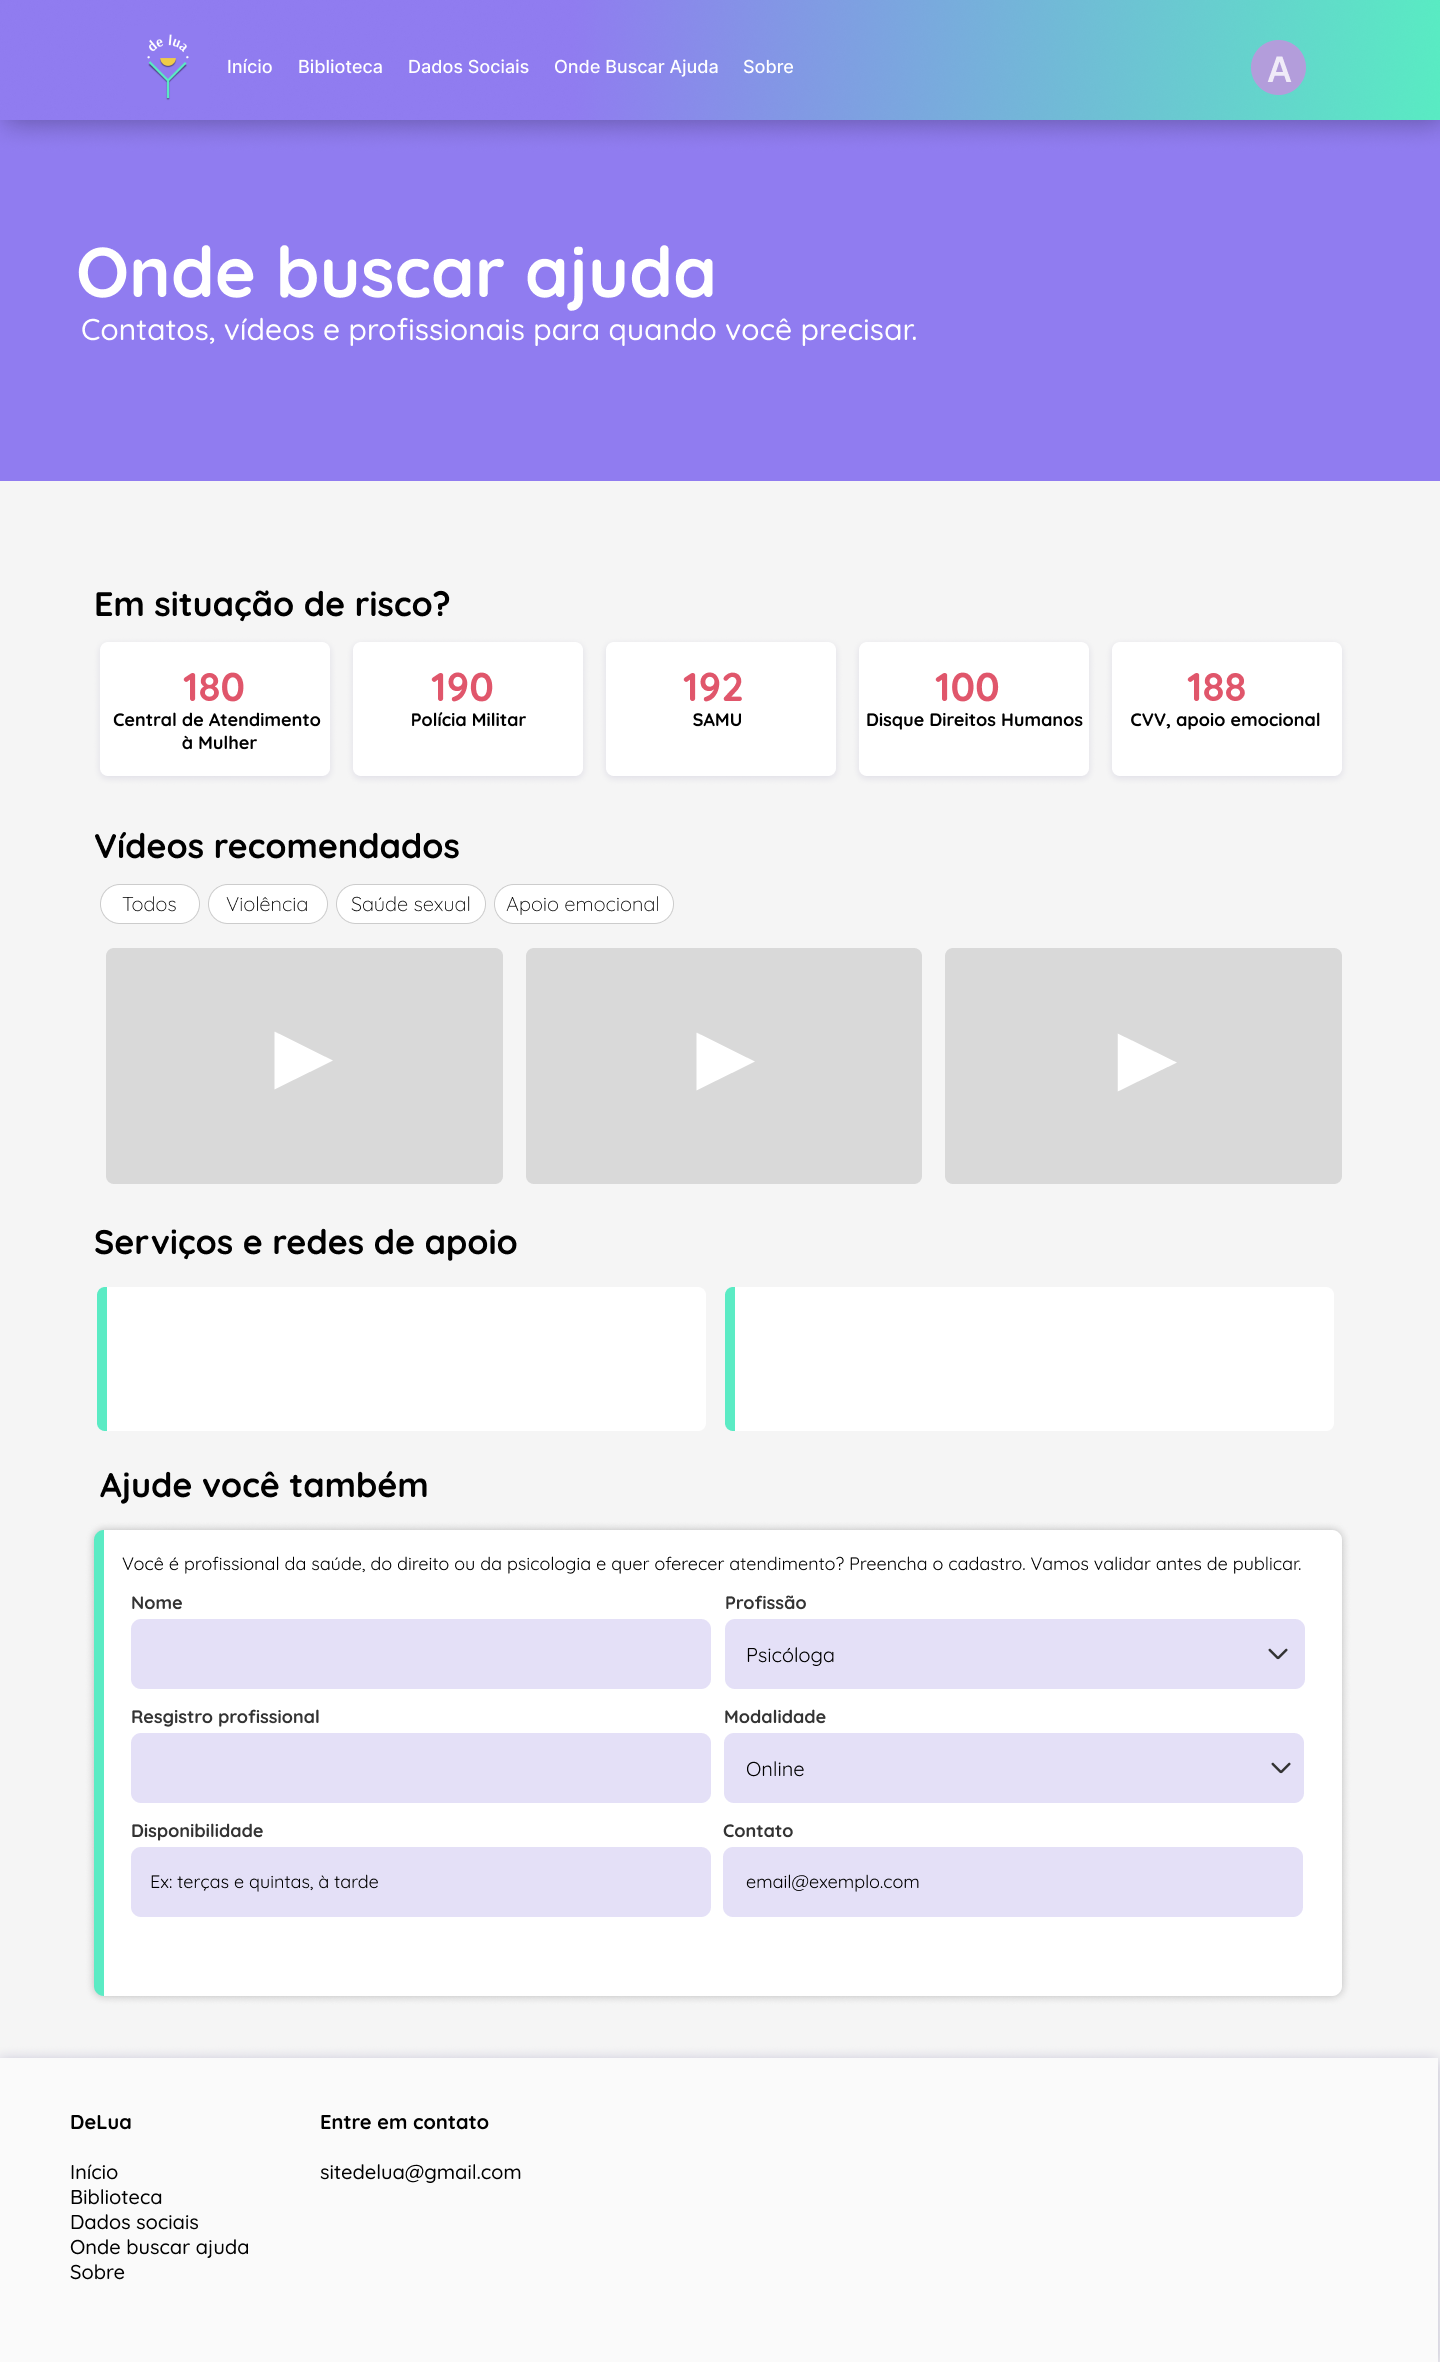 de lua
Início Biblioteca Dados Sociais Onde Buscar Ajuda Sobre
A
Onde buscar ajuda
Contatos, vídeos e profissionais para quando você precisar.
Em situação de risco?
180
Central de Atendimento
à Mulher
190
Polícia Militar
192
SAMU
100
Disque Direitos Humanos
188
CVV, apoio emocional
Vídeos recomendados
Todos Violência Saúde sexual Apoio emocional
Serviços e redes de apoio
Ajude você também
Você é profissional da saúde, do direito ou da psicologia e quer oferecer atendimento? Preencha o cadastro. Vamos validar antes de publicar.
Nome
Profissão
Psicóloga
Resgistro profissional
Modalidade
Online
Disponibilidade
Ex: terças e quintas, à tarde
Contato
email@exemplo.com
DeLua
Início
Biblioteca
Dados sociais
Onde buscar ajuda
Sobre
Entre em contato
sitedelua@gmail.com